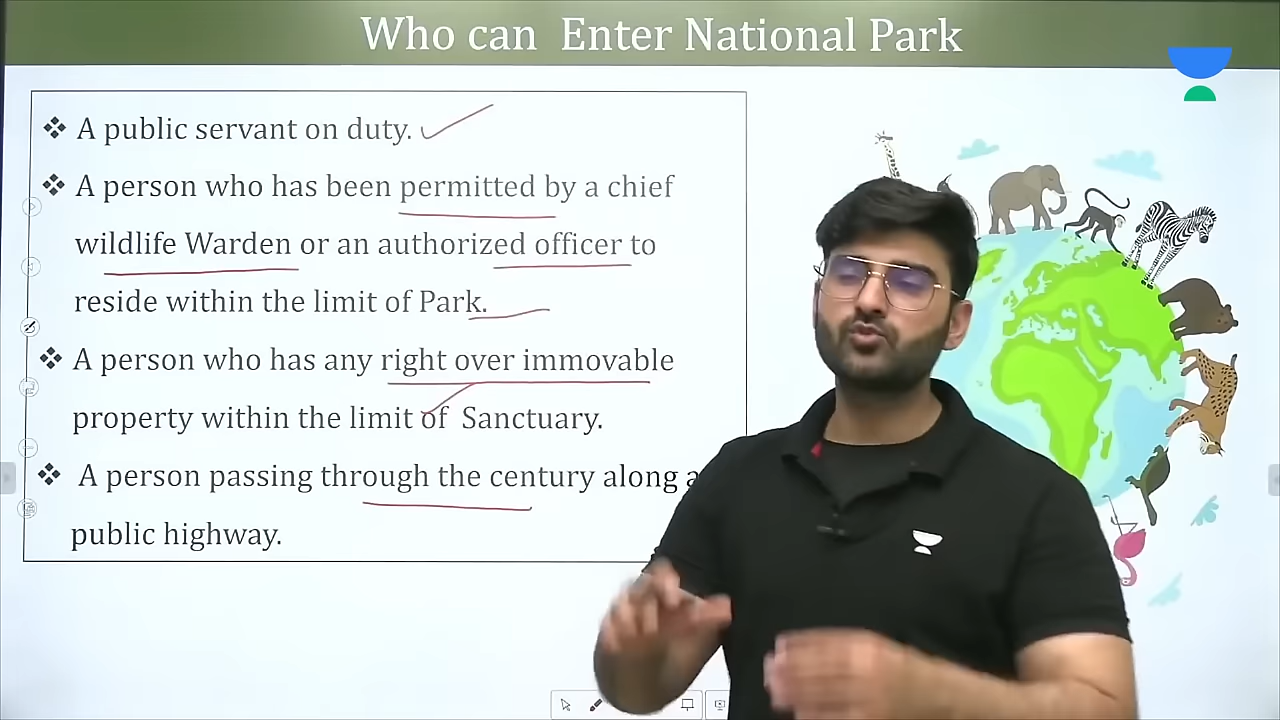 Who can Enter National Park
❖ A public servant on duty.
❖ A person who has been permitted by a chief
wildlife Warden or an authorized officer to
reside within the limit of Park.
❖ A person who has any right over immovable
property within the limit of Sanctuary.
❖ A person passing through the century along a
public highway.